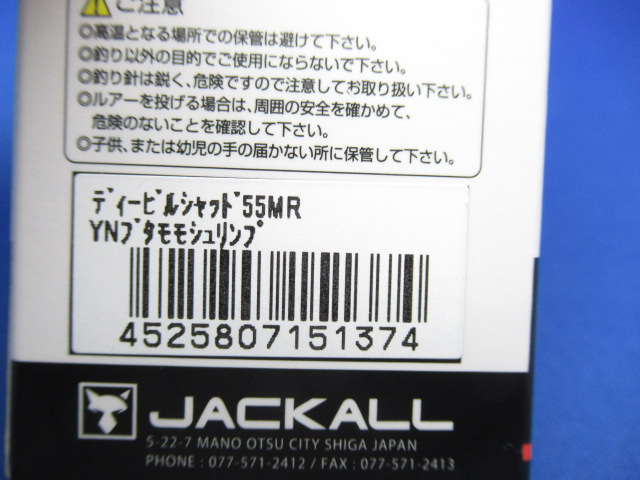 ご注意
◎高温となる場所での保管は避けて下さい。
◎釣り以外の目的でご使用にならないで下さい。
◎釣り針は鋭く、危険ですので注意してお取り扱い下さい。
◎ルアーを投げる場合は、周囲の安全を確かめて、
危険のないことを確認して下さい。
◎子供、または幼児の手の届かない所に保管して下さい。
ﾃﾞｨｰﾋﾞﾙｼｬｯﾄﾞ55MR
YNﾌﾞﾀﾓﾓｼｭﾘﾝﾌﾟ
4525807151374
JACKALL
5-22-7 MANO OTSU CITY SHIGA JAPAN
PHONE : 077-571-2412 / FAX : 077-571-2413